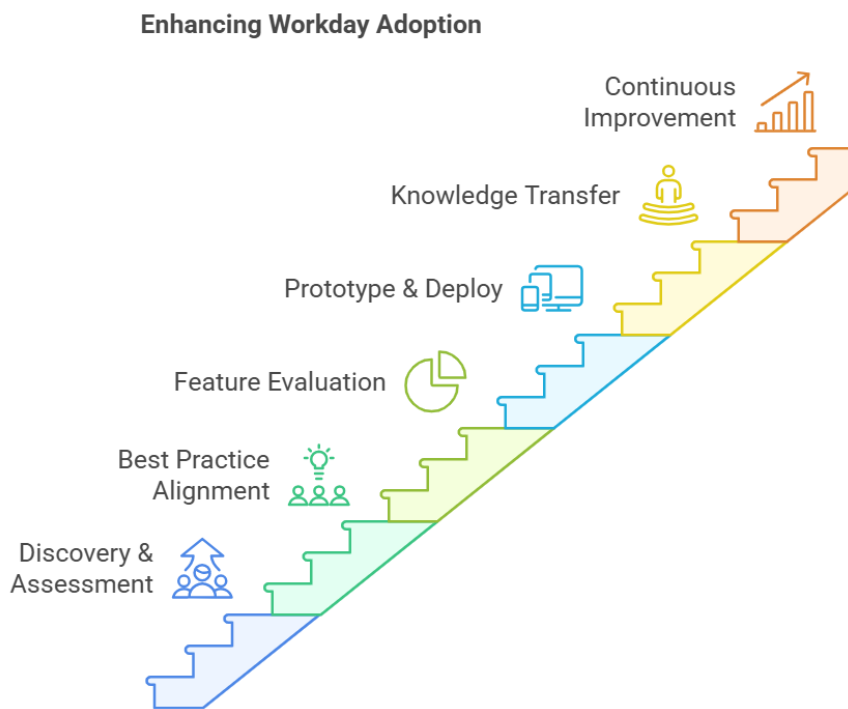 Enhancing Workday Adoption
Continuous
Improvement
Knowledge Transfer
Prototype & Deploy
Feature Evaluation
Best Practice
Alignment
Discovery &
Assessment